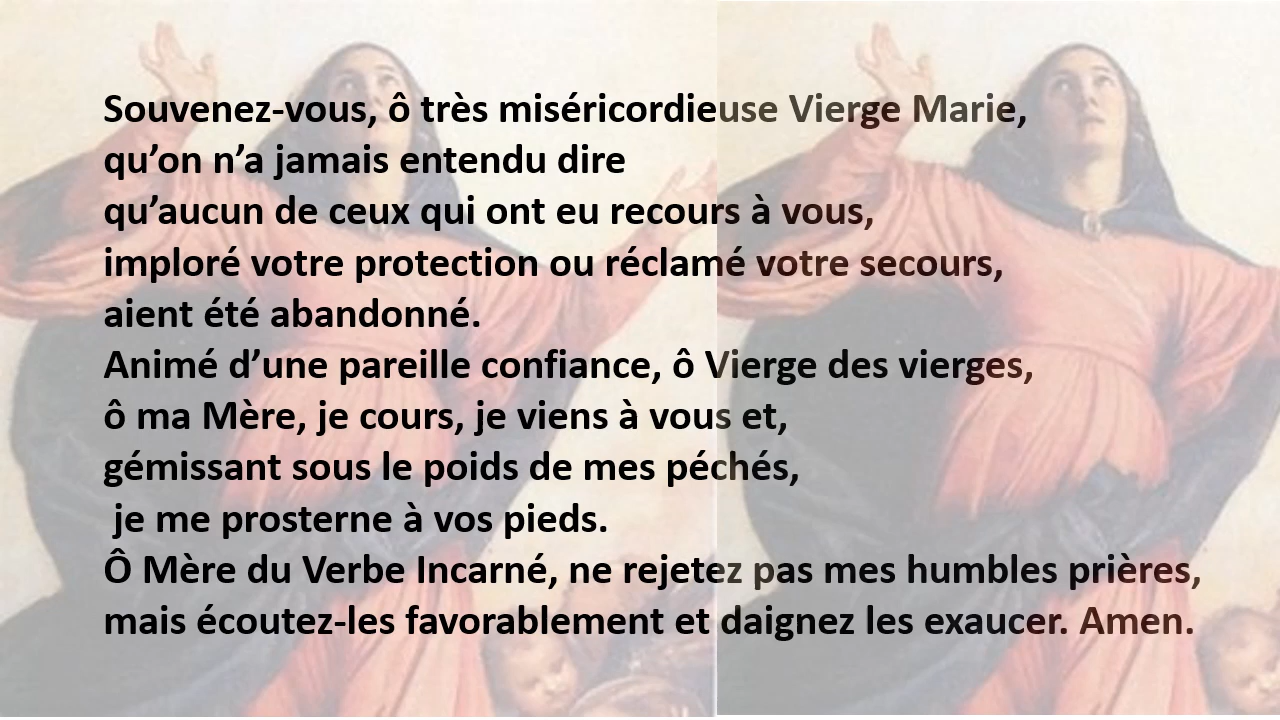 Souvenez-vous, ô très miséricordieuse Vierge Marie,
qu’on n’a jamais entendu dire
qu’aucun de ceux qui ont eu recours à vous,
imploré votre protection ou réclamé votre secours,
aient été abandonné.
Animé d’une pareille confiance, ô Vierge des vierges,
ô ma Mère, je cours, je viens à vous et,
gémissant sous le poids de mes péchés,
je me prosterne à vos pieds.
Ô Mère du Verbe Incarné, ne rejetez pas mes humbles prières,
mais écoutez-les favorablement et daignez les exaucer. Amen.